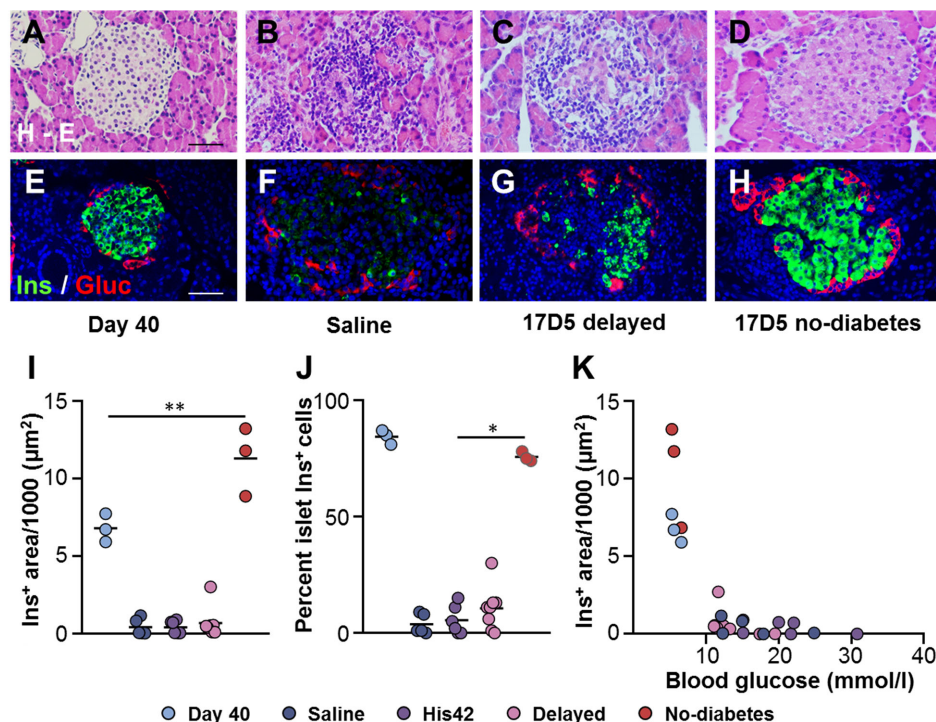 A B C D
H - E
E F G H
Ins / Gluc
Day 40 Saline 17D5 delayed 17D5 no-diabetes
I J K
15 100 15
** *
10 10
50
5 5
0 0 0
10 20 30 40
Ins⁺ area/1000 (µm²)
Percent islet Ins⁺ cells
Ins⁺ area/1000 (µm²)
Blood glucose (mmol/l)
Day 40 Saline His42 Delayed No-diabetes